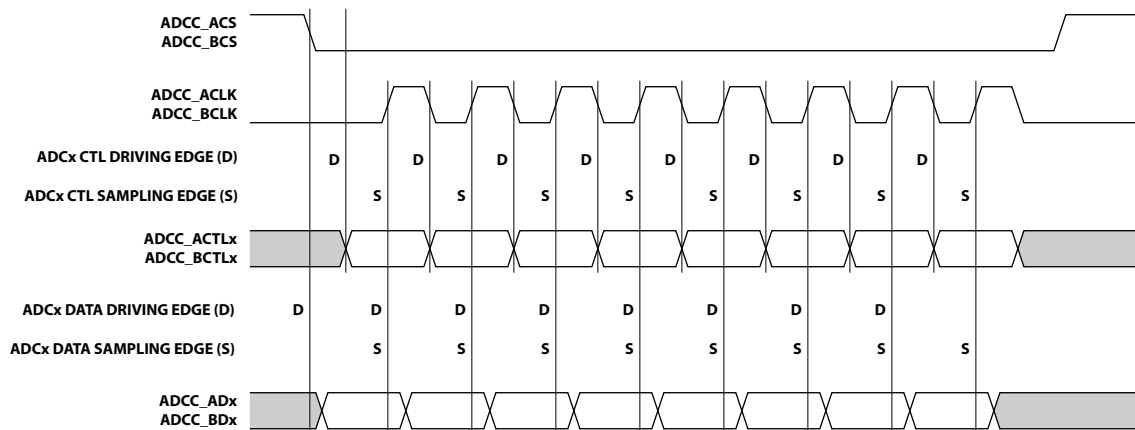 ADCC_ACS
ADCC_BCS
ADCC_ACLK
ADCC_BCLK
ADCx CTL DRIVING EDGE (D) D D D D D D D D
ADCx CTL SAMPLING EDGE (S) S S S S S S S S
ADCC_ACTLx
ADCC_BCTLx
ADCx DATA DRIVING EDGE (D) D D D D D D D D
ADCx DATA SAMPLING EDGE (S) S S S S S S S S
ADCC_ADx
ADCC_BDx